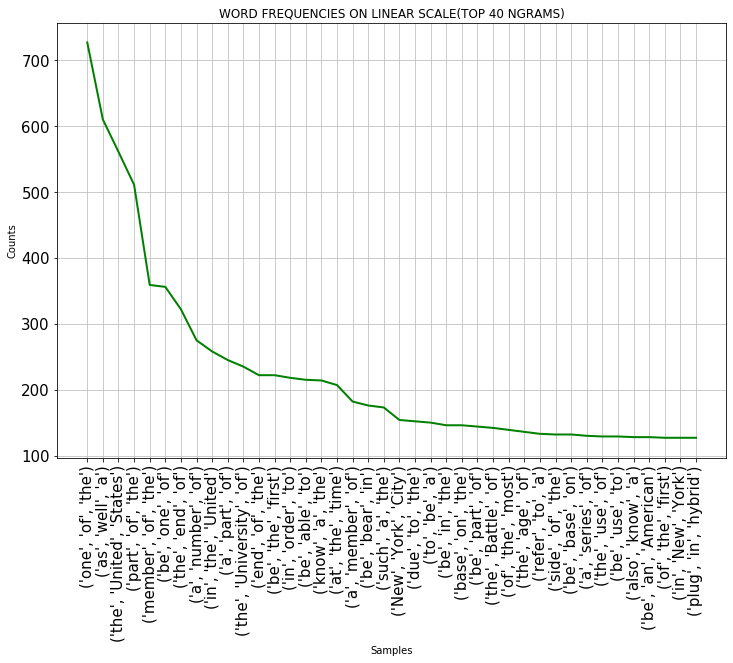 WORD FREQUENCIES ON LINEAR SCALE(TOP 40 NGRAMS)
700
600
500
400
300
200
100
Counts
('one', 'of', 'the')
('as', 'well', 'a')
('the', 'United', 'States')
('part', 'of', 'the')
('member', 'of', 'the')
('be', 'one', 'of')
('the', 'end', 'of')
('a', 'number', 'of')
('in', 'the', 'United')
('a', 'part', 'of')
('the', 'University', 'of')
('end', 'of', 'the')
('be', 'the', 'first')
('in', 'order', 'to')
('be', 'able', 'to')
('know', 'a', 'the')
('at', 'the', 'time')
('a', 'member', 'of')
('be', 'bear', 'in')
('such', 'a', 'the')
('New', 'York', 'City')
('due', 'to', 'the')
('to', 'be', 'a')
('be', 'in', 'the')
('base', 'on', 'the')
('be', 'part', 'of')
('the', 'Battle', 'of')
('of', 'the', 'most')
('the', 'age', 'of')
('refer', 'to', 'a')
('side', 'of', 'the')
('be', 'base', 'on')
('a', 'series', 'of')
('the', 'use', 'of')
('be', 'use', 'to')
('also', 'know', 'a')
('be', 'an', 'American')
('of', 'the', 'first')
('in', 'New', 'York')
('plug', 'in', 'hybrid')
Samples